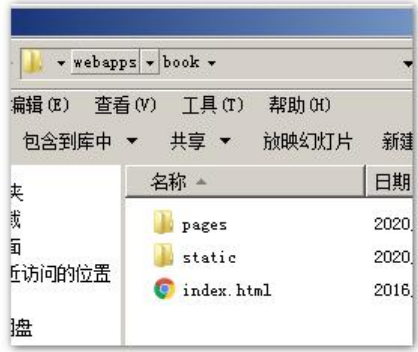 webapps book
编辑(E) 查看(V) 工具(T) 帮助(H)
包含到库中 共享 放映幻灯片 新建
名称 日期
夹
pages 2020
面
static 2020
近访问的位置
index.html 2016